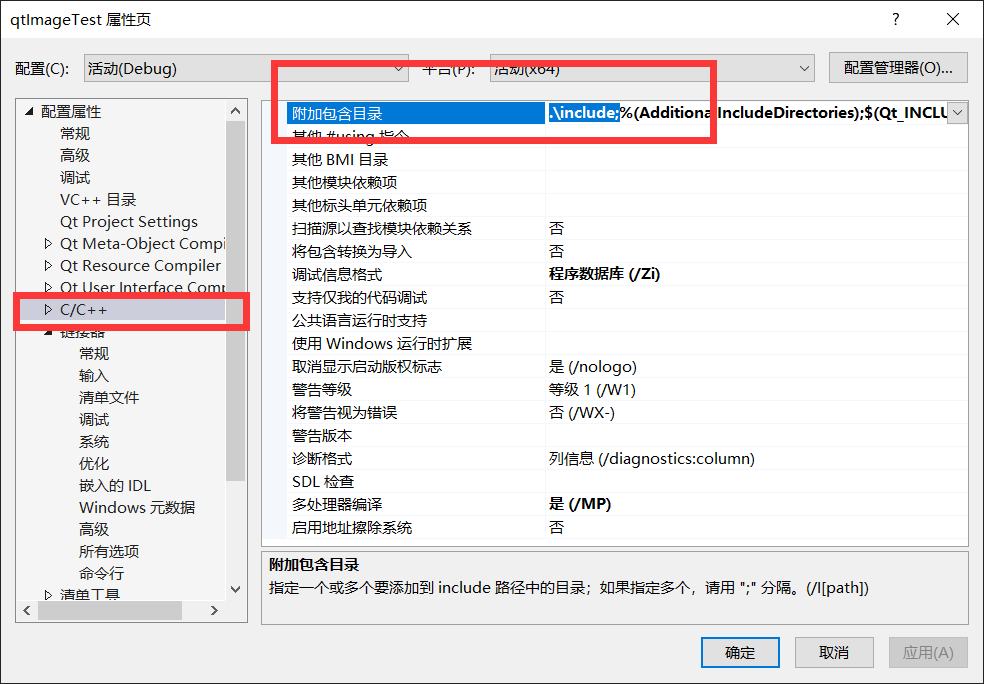 qtImageTest 属性页
?
配置(C):
活动(Debug)
平台(P):
活动(x64)
配置管理器(O)...
配置属性
常规
高级
调试
VC++ 目录
Qt Project Settings
Qt Meta-Object Compi
Qt Resource Compiler
Qt User Interface Comp
C/C++
链接器
常规
输入
清单文件
调试
系统
优化
嵌入的 IDL
Windows 元数据
高级
所有选项
命令行
清单工具
附加包含目录 .\include;%(AdditionalIncludeDirectories);$(Qt_INCLU
其他 #using 指令
其他 BMI 目录
其他模块依赖项
其他标头单元依赖项
扫描源以查找模块依赖关系 否
将包含转换为导入 否
调试信息格式 程序数据库 (/Zi)
支持仅我的代码调试 否
公共语言运行时支持
使用 Windows 运行时扩展
取消显示启动版权标志 是 (/nologo)
警告等级 等级 1 (/W1)
将警告视为错误 否 (/WX-)
警告版本
诊断格式 列信息 (/diagnostics:column)
SDL 检查
多处理器编译 是 (/MP)
启用地址擦除系统 否
附加包含目录
指定一个或多个要添加到 include 路径中的目录；如果指定多个，请用 ";" 分隔。(/I[path])
确定
取消
应用(A)